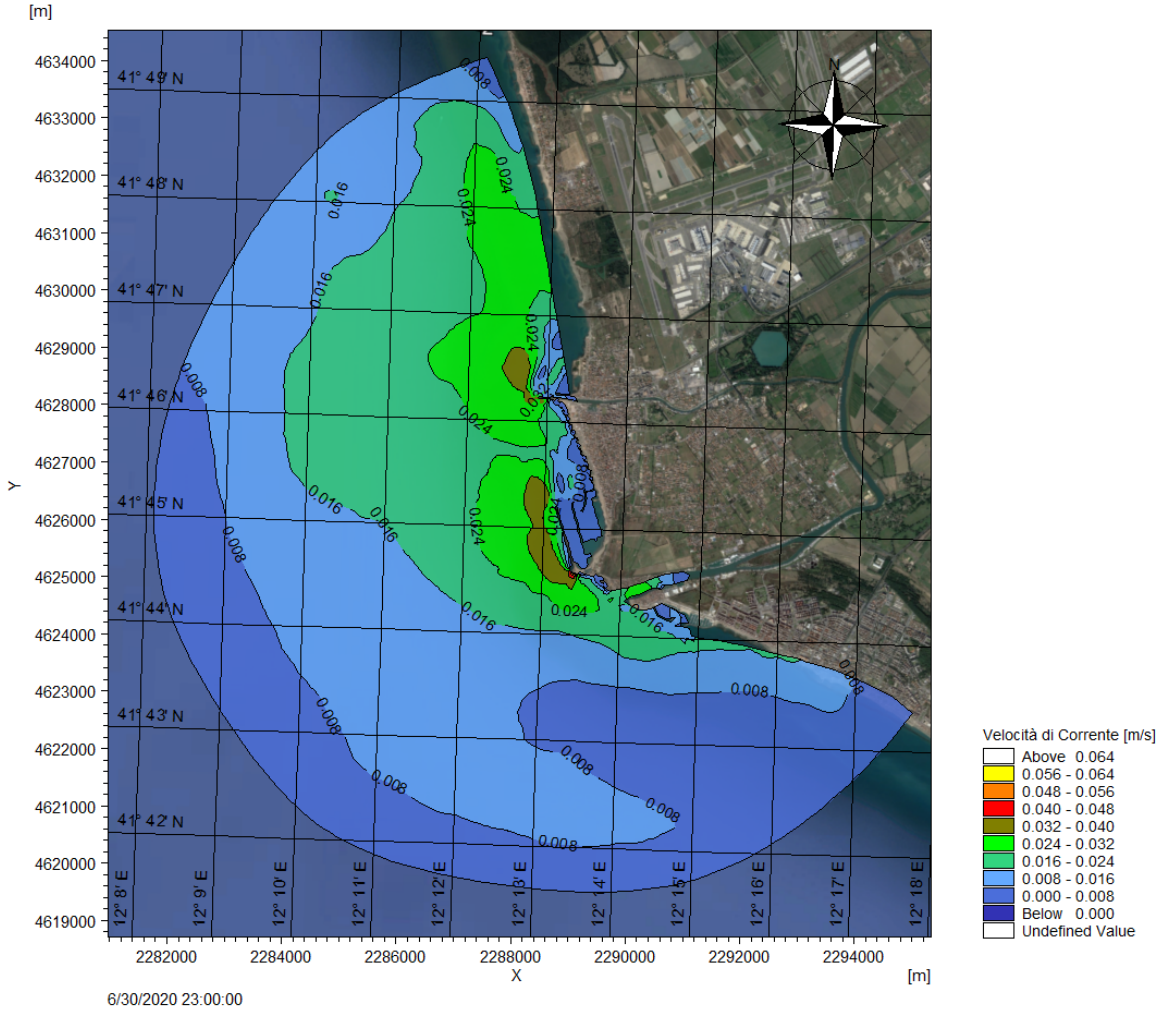 [m]
N
4634000
41° 49' N
0.008
4633000
4632000
41° 48' N
0.016
0.024
0.024
4631000
4630000
41° 47' N
0.016
4629000
0.024
0.008
4628000
41° 46' N
0.032
0.024
4627000
0.008
4626000
41° 45' N
0.016
0.016
0.024
0.024
0.008
4625000
41° 44' N
0.024
0.016
0.016
4624000
0.008
4623000
0.008
41° 43' N
0.008
4622000
0.008
0.008
4621000
0.008
41° 42' N
0.008
4620000
4619000
12° 8' E
12° 9' E
12° 10' E
12° 11' E
12° 12' E
12° 13' E
12° 14' E
12° 15' E
12° 16' E
12° 17' E
12° 18' E
2282000 2284000 2286000 2288000 2290000 2292000 2294000
X
[m]
Y
6/30/2020 23:00:00
Velocità di Corrente [m/s]
Above 0.064
0.056 - 0.064
0.048 - 0.056
0.040 - 0.048
0.032 - 0.040
0.024 - 0.032
0.016 - 0.024
0.008 - 0.016
0.000 - 0.008
Below 0.000
Undefined Value